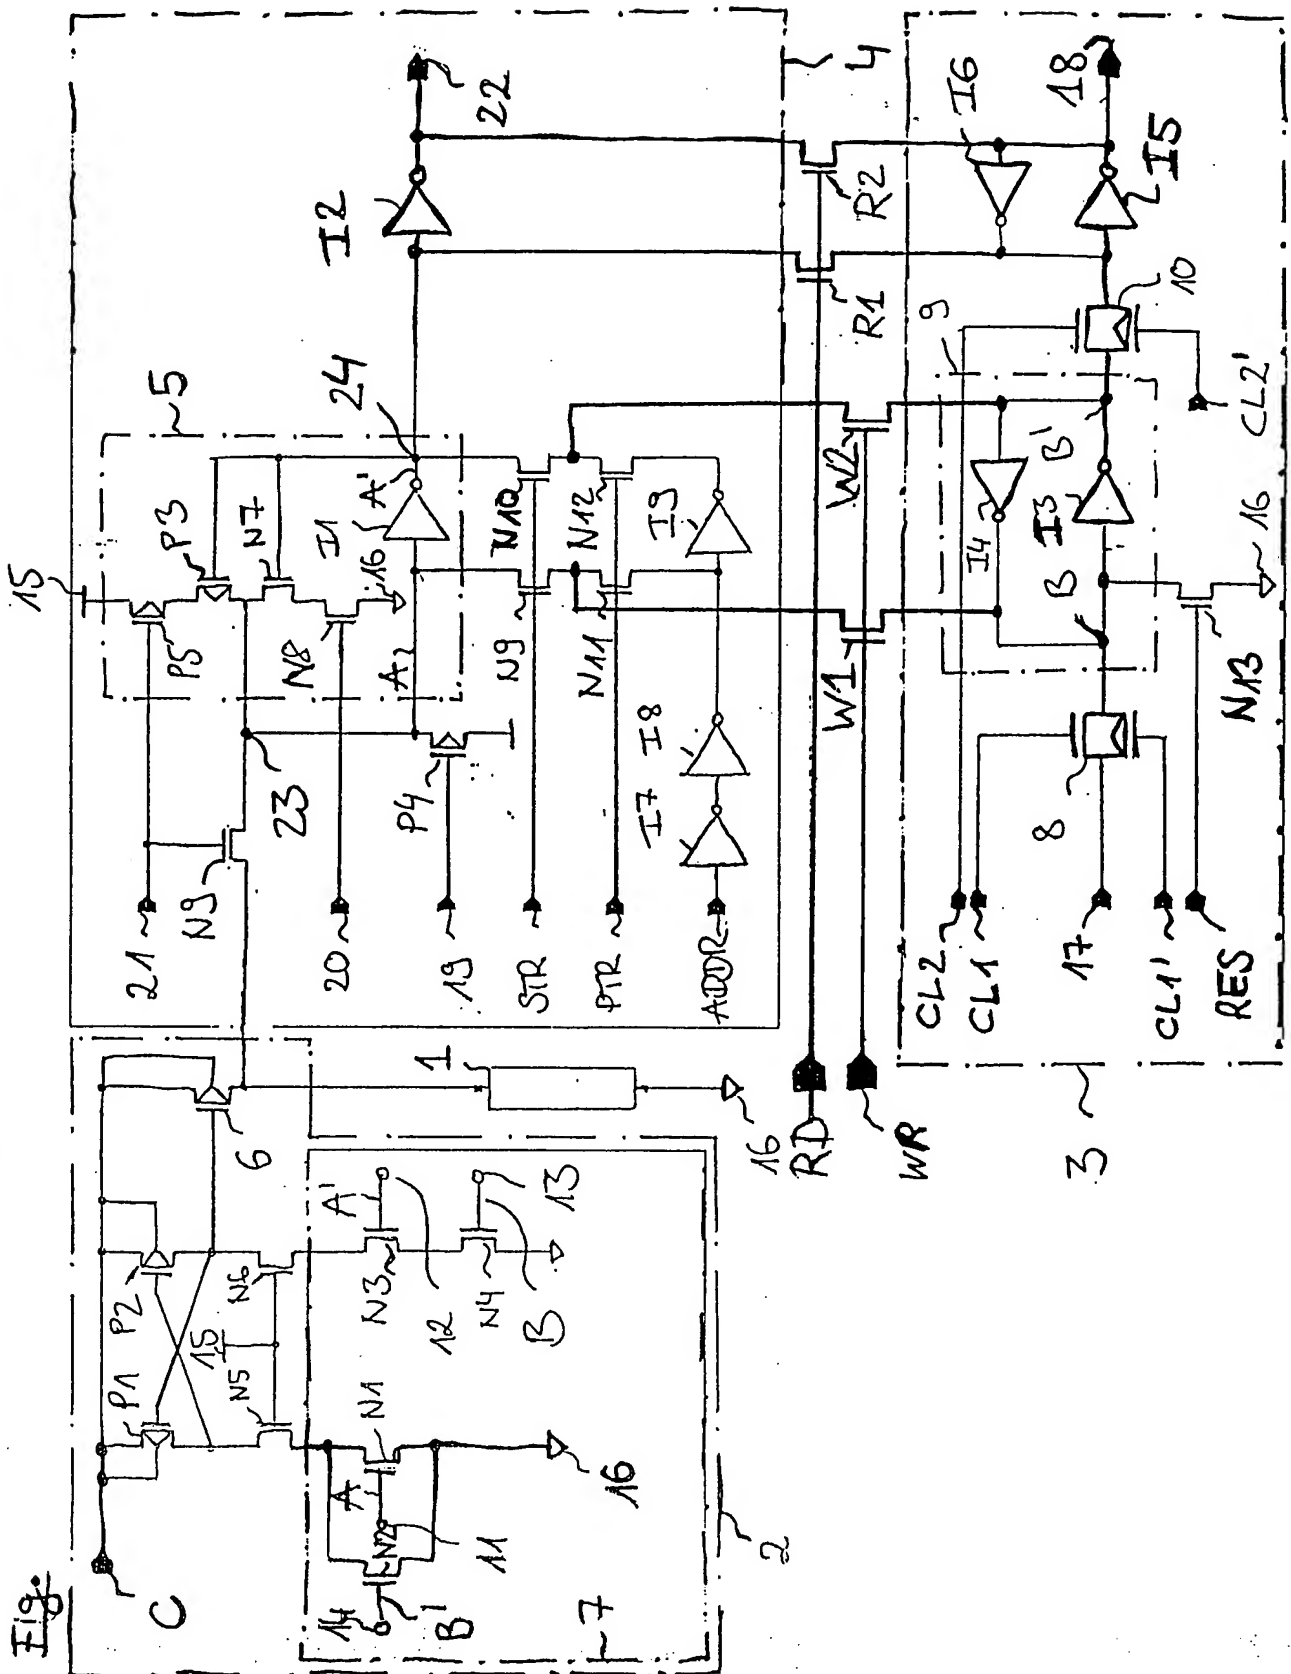 Fig.
C
P1
P2
15
N5
N6
6
1
16
A
N1
N2
11
14
B'
16
A'
N3
12
13
N4
B
7
2
21
N9
23
20
19
P4
STR
PTR
ADDR
I7
I8
I9
15
5
P5
P3
N7
N8
16
A
I1
A'
24
N9
N10
N11
N12
I2
22
4
RD
WR
W1
W2
R1
R2
3
CL2
CL1
17
CL1'
RES
8
9
I4
B
I3
B'
N13
16
CL2'
10
I6
I5
18